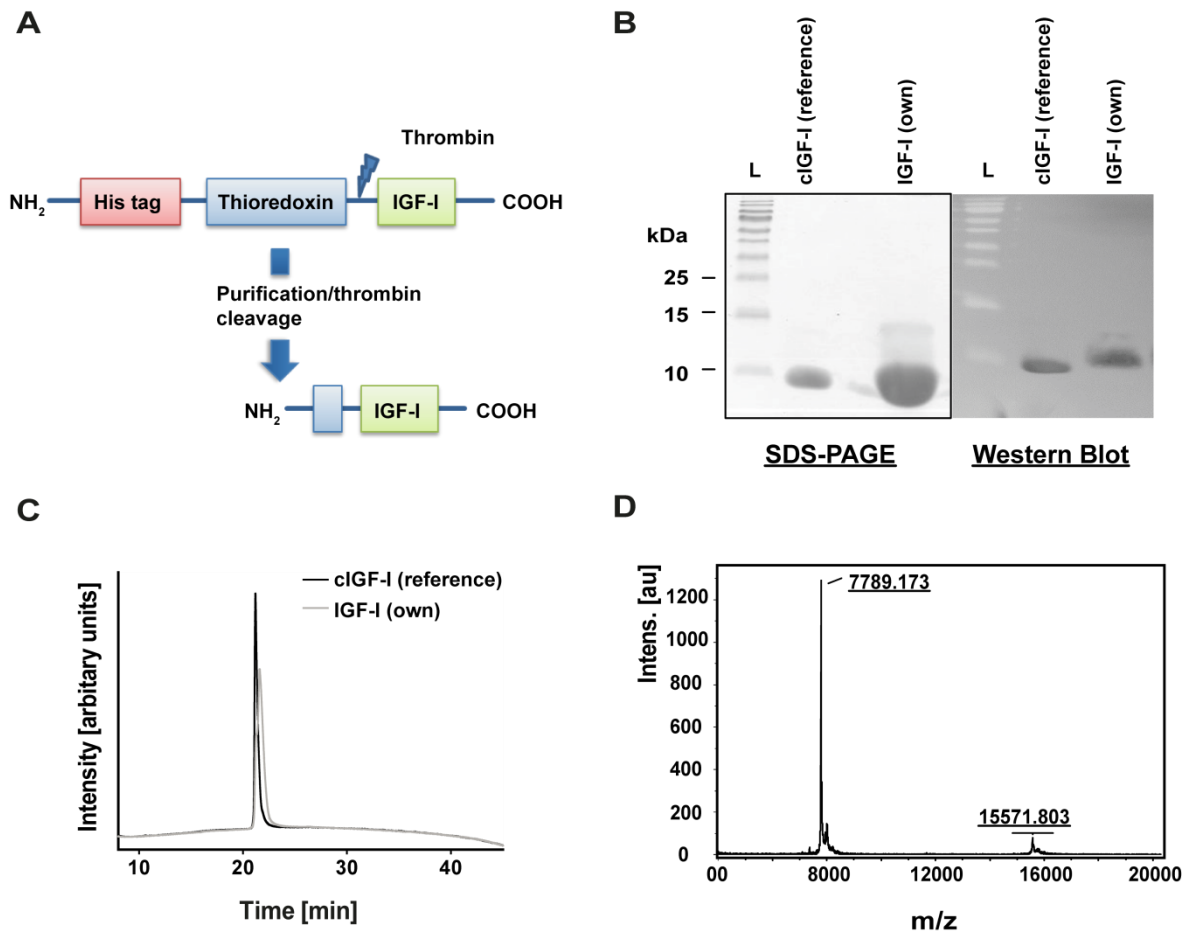 A
Thrombin
NH2
His tag
Thioredoxin
IGF-I
COOH
Purification/thrombin
cleavage
NH2
IGF-I
COOH
B
L
cIGF-I (reference)
IGF-I (own)
L
cIGF-I (reference)
IGF-I (own)
kDa
25
15
10
SDS-PAGE
Western Blot
C
Intensity [arbitary units]
cIGF-I (reference)
IGF-I (own)
10
30
40
Time [min]
D
Intens. [au]
1200
1000
800
600
400
200
0
7789.173
15571.803
00
8000
12000
16000
20000
m/z